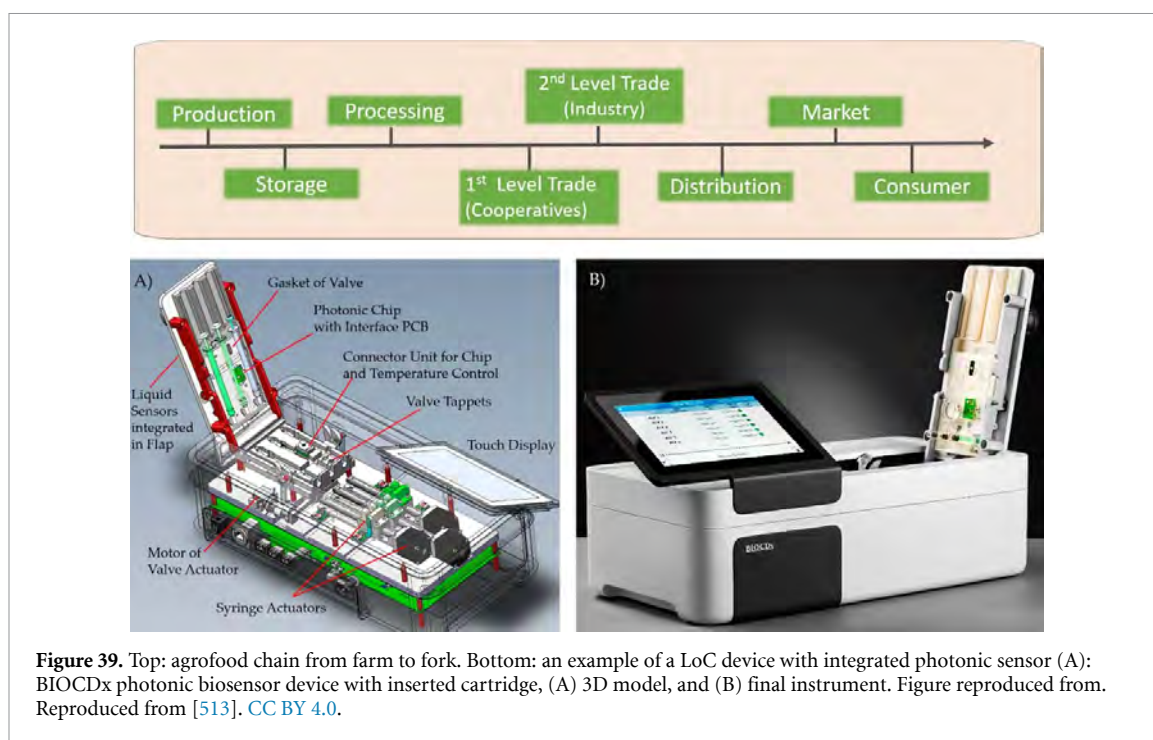 2nd Level Trade
(Industry)
Production
Processing
Market
Storage
1st Level Trade
(Cooperatives)
Distribution
Consumer
A)
Gasket of Valve
Photonic Chip
with Interface PCB
Connector Unit for Chip
and Temperature Control
Valve Tappets
Liquid
Sensors
integrated
in Flap
Touch Display
Motor of
Valve Actuator
Syringe Actuators
B)
BIOCDx
Figure 39. Top: agrofood chain from farm to fork. Bottom: an example of a LoC device with integrated photonic sensor (A):
BIOCDx photonic biosensor device with inserted cartridge, (A) 3D model, and (B) final instrument. Figure reproduced from.
Reproduced from [513]. CC BY 4.0.